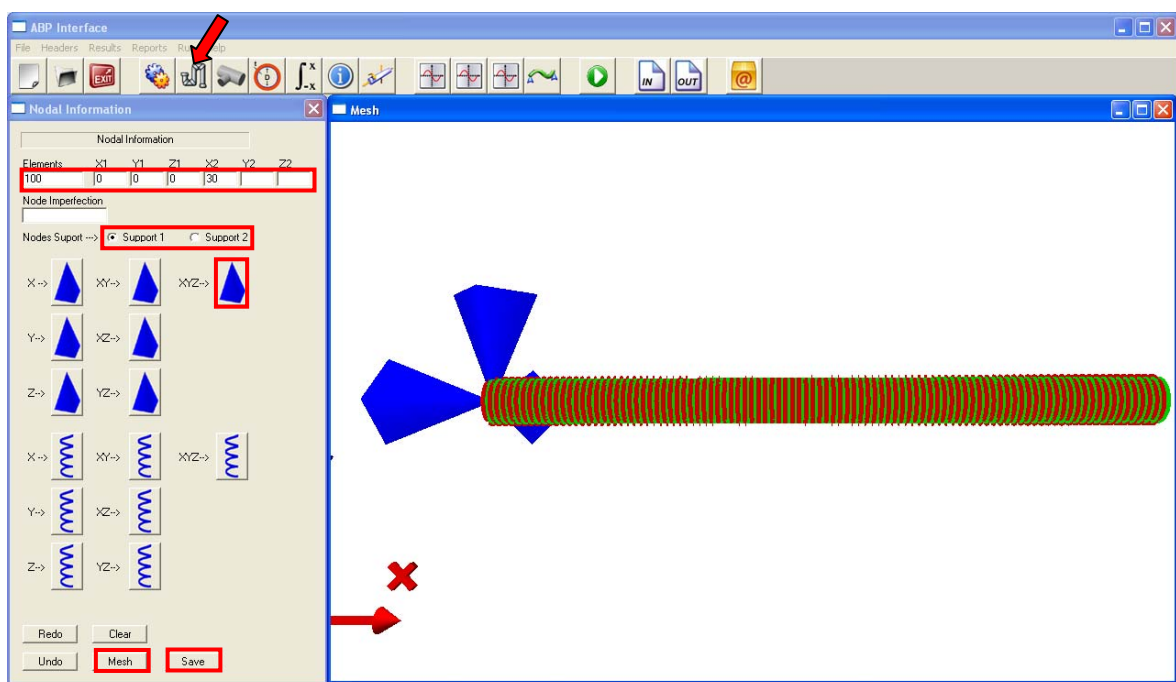 ABP Interface
File Headers Results Reports Run Help
EXIT
IN OUT
Nodal Information
Mesh
Nodal Information
Elements X1 Y1 Z1 X2 Y2 Z2
100 0 0 0 30
Node Imperfection
Nodes Suport ---> Support 1 Support 2
X --> XY--> XYZ-->
Y--> XZ-->
Z--> YZ-->
X --> XY--> XYZ-->
Y--> XZ-->
Z--> YZ-->
Redo Clear
Undo Mesh Save